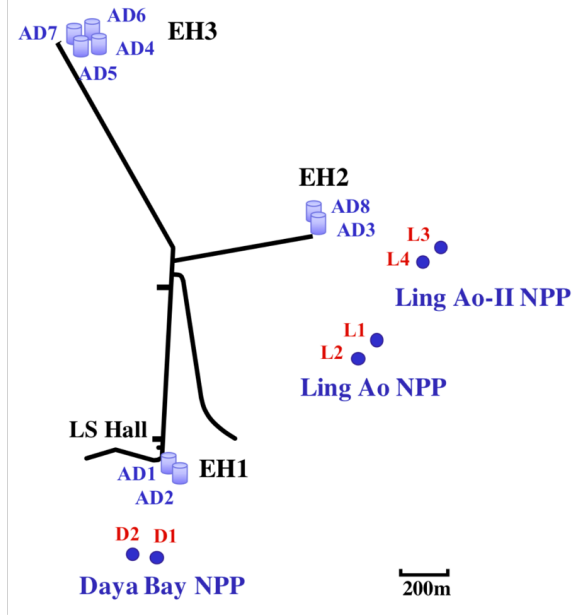 AD6
AD7
EH3
AD4
AD5
EH2
AD8
AD3
L3
L4
Ling Ao-II NPP
L1
L2
Ling Ao NPP
LS Hall
AD1
EH1
AD2
D2
D1
Daya Bay NPP
200m